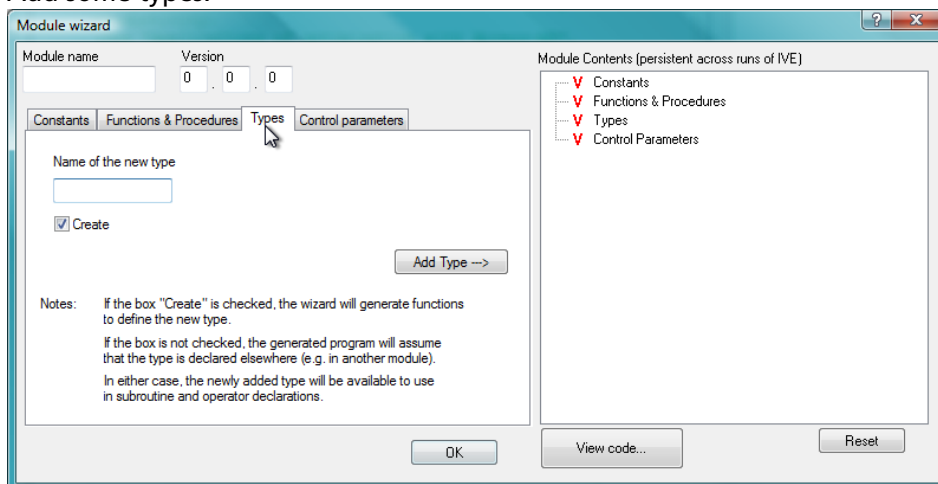 Add some types.
Module wizard
Module name
Version
0 . 0 . 0
Constants
Functions & Procedures
Types
Control parameters
Name of the new type
Create
Add Type --->
Notes: If the box "Create" is checked, the wizard will generate functions
to define the new type.
If the box is not checked, the generated program will assume
that the type is declared elsewhere (e.g. in another module).
In either case, the newly added type will be available to use
in subroutine and operator declarations.
OK
Module Contents (persistent across runs of IVE)
V Constants
V Functions & Procedures
V Types
V Control Parameters
View code...
Reset